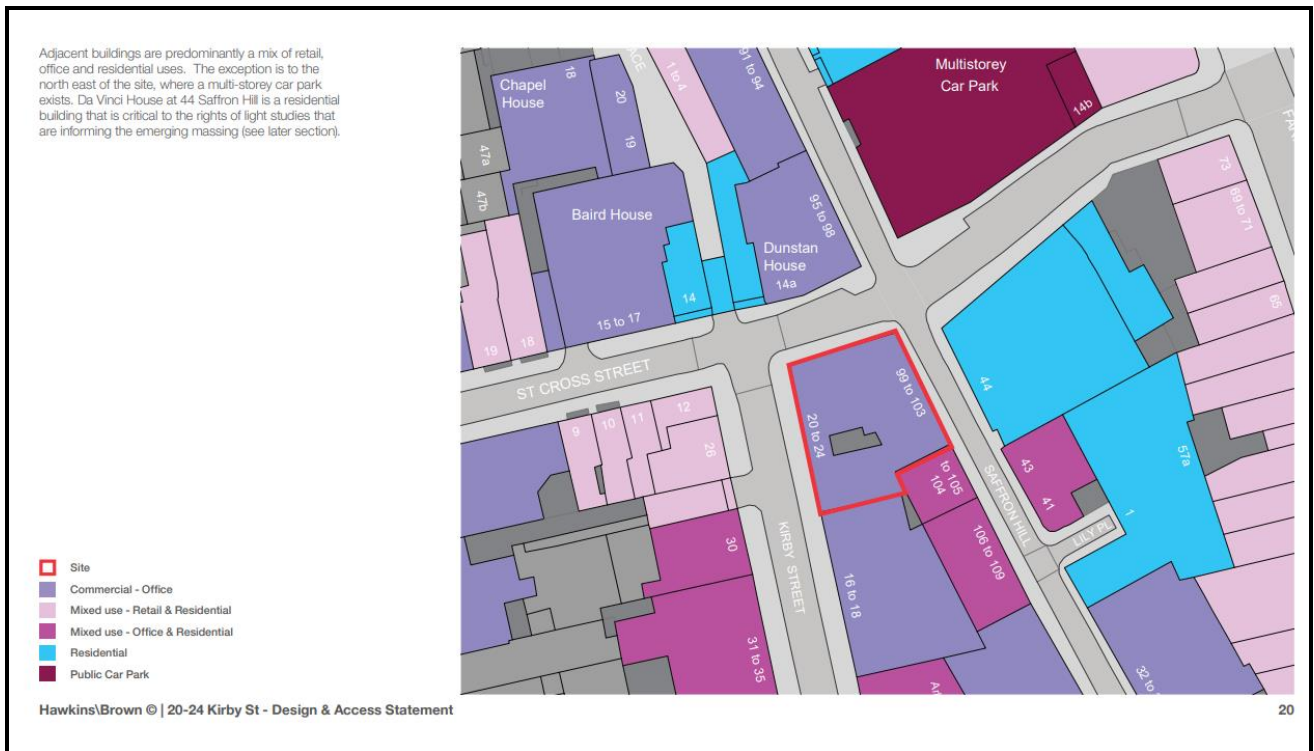 Adjacent buildings are predominantly a mix of retail,
office and residential uses.  The exception is to the
north east of the site, where a multi-storey car park
exists. Da Vinci House at 44 Saffron Hill is a residential
building that is critical to the rights of light studies that
are informing the emerging massing (see later section).
18
Chapel
House
20
19
ACE
1 to 4
91 to 94
Multistorey
Car Park
14b
FAR
47a
47b
Baird House
95 to 98
Dunstan
House
14a
14
15 to 17
19
18
73
69 to 71
65
ST CROSS STREET
9
10
11
12
26
20 to 24
99 to 103
44
43
41
57a
1
104
to 105
SAFFRON HILL
LILY PL
106 to 109
30
KIRBY STREET
16 to 18
31 to 35
32 to
Site
Commercial - Office
Mixed use - Retail & Residential
Mixed use - Office & Residential
Residential
Public Car Park
Hawkins\Brown © | 20-24 Kirby St - Design & Access Statement
20